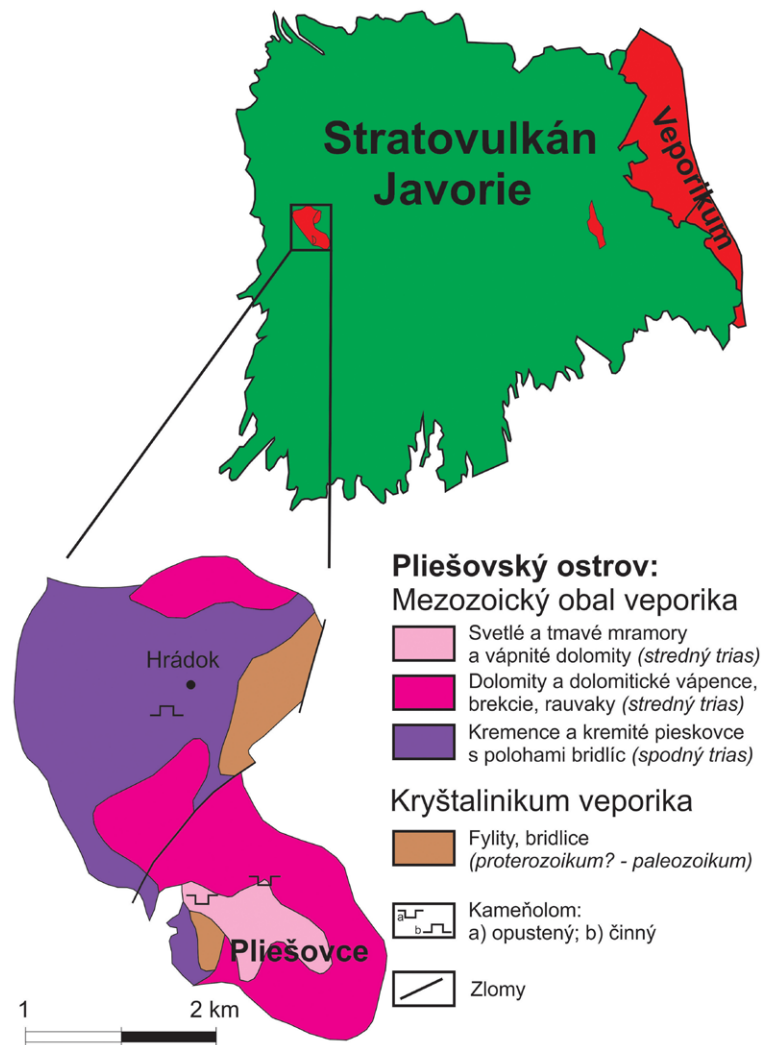 Stratovulkán
Javorie
Veporikum
Pliešovský ostrov:
Mezozoický obal veporika
Svetlé a tmavé mramory
a vápnité dolomity (stredný trias)
Dolomity a dolomitické vápence,
brekcie, rauvaky (stredný trias)
Kremence a kremité pieskovce
s polohami bridlíc (spodný trias)
Kryštalinikum veporika
Fylity, bridlice
(proterozoikum? - paleozoikum)
a
b
Kameňolom:
a) opustený; b) činný
Zlomy
Hrádok
Pliešovce
1 2 km